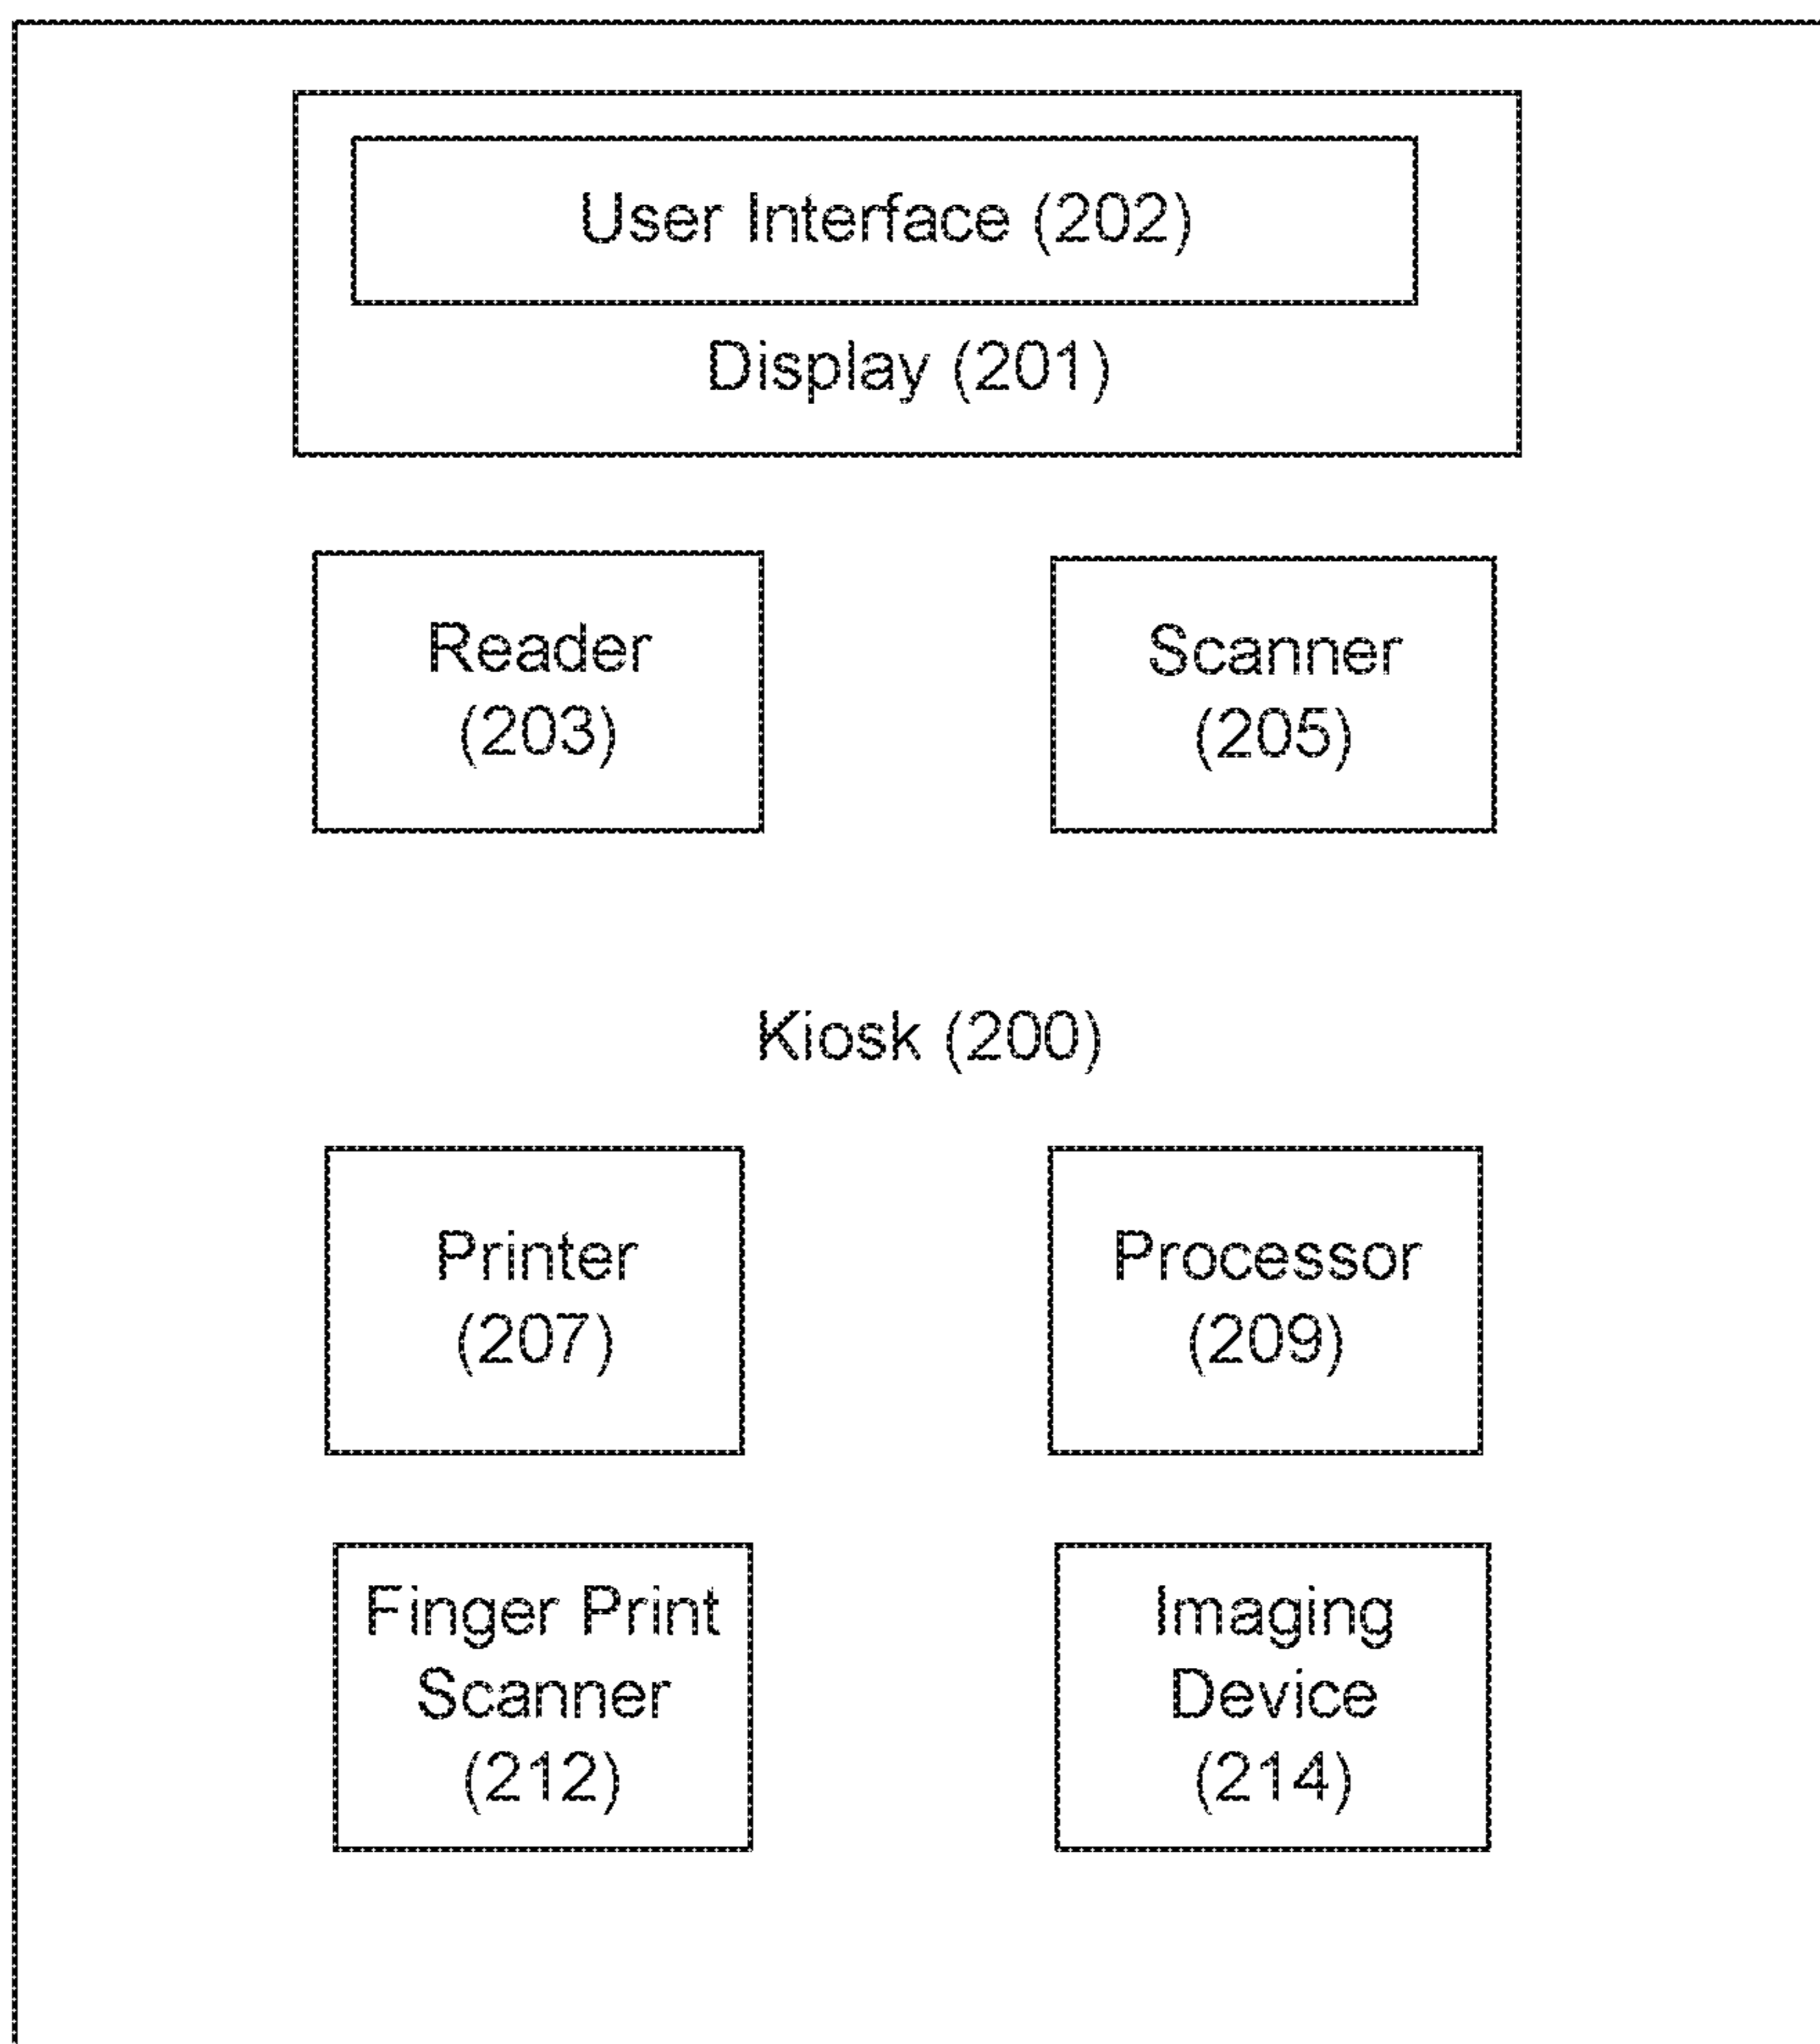 User Interface (202)
Display (201)
Reader
(203)
Scanner
(205)
Kiosk (200)
Printer
(207)
Processor
(209)
Finger Print
Scanner
(212)
Imaging
Device
(214)